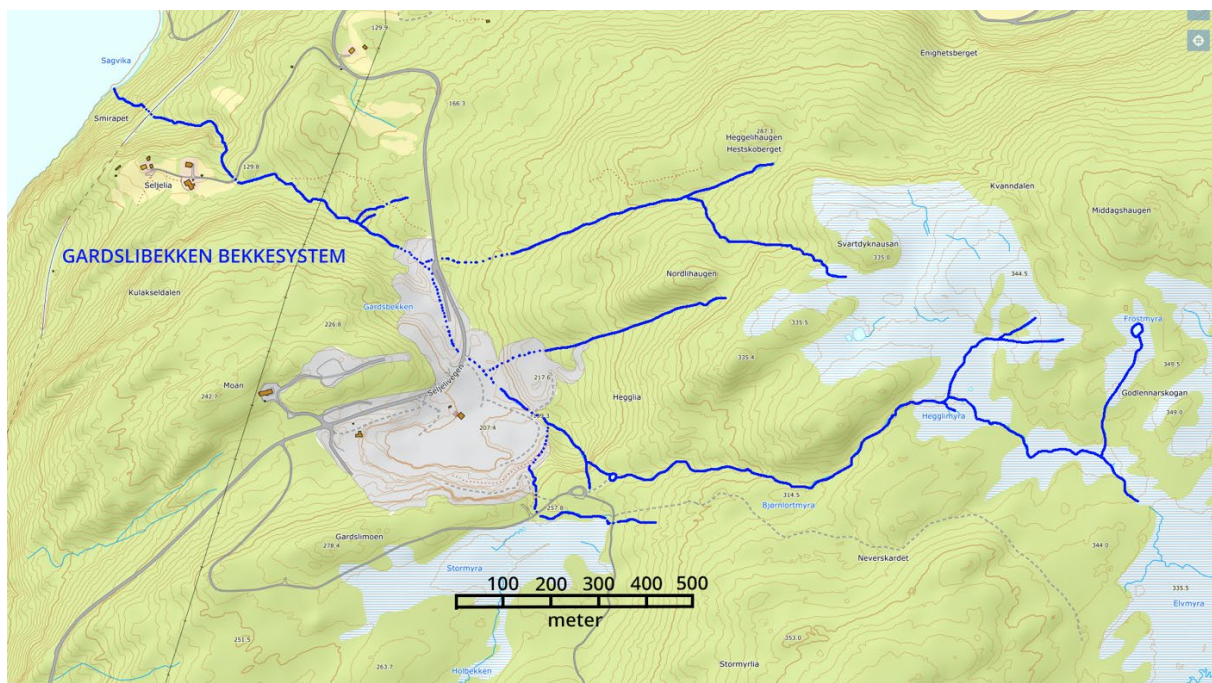 129.9
Enighetsberget
Sagvika
166.3
Smirapet
287.3
Heggelihaugen
Hestskoberget
129.8
Seljelia
Kvanndalen
Middagshaugen
GARDSLIBEKKEN BEKKESYSTEM
Svartdyknausan
335.0
Nordlihaugen
344.5
Kulakseldalen
Gardsbekken
226.8
335.5
Frostmyra
335.4
349.5
Moan
242.7
Seljelivegen
217.6
Hegglia
Godlennarskogan
349.0
Hegglimyra
207.4
314.5
Bjørnlortmyra
257.8
Gardslimoen
278.4
344.0
Neverskardet
Stormyra
335.5
Elvmyra
100 200 300 400 500
meter
251.5
263.7
353.0
Stormyrlia
Holbekken